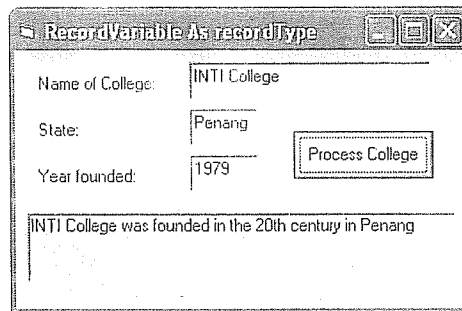 RecordVariable As recordType
Name of College: INTI College
State: Penang
Year founded: 1979
Process College
INTI College was founded in the 20th century in Penang